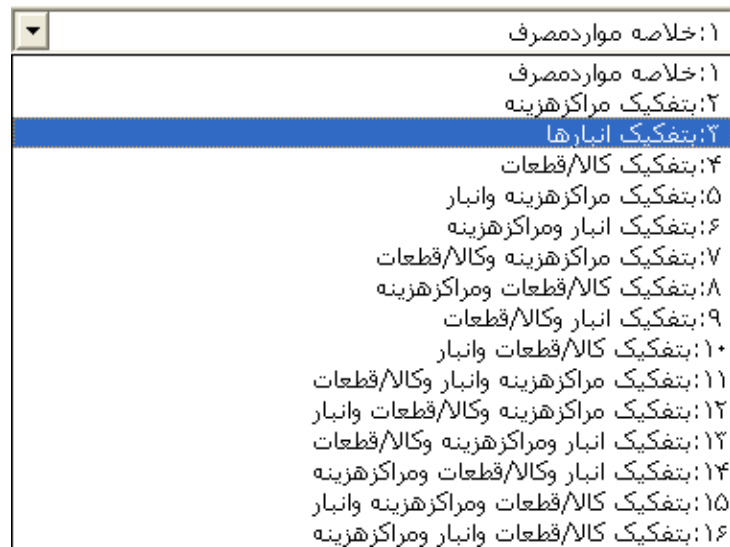 ۱:خلاصه مواردمصرف
۱:خلاصه مواردمصرف
۲:بتفکیک مراکزهزینه
۳:بتفکیک انبارها
۴:بتفکیک کالا/قطعات
۵:بتفکیک مراکزهزینه وانبار
۶:بتفکیک انبار ومراکزهزینه
۷:بتفکیک مراکزهزینه وکالا/قطعات
۸:بتفکیک کالا/قطعات ومراکزهزینه
۹:بتفکیک انبار وکالا/قطعات
۱۰:بتفکیک کالا/قطعات وانبار
۱۱:بتفکیک مراکزهزینه وانبار وکالا/قطعات
۱۲:بتفکیک مراکزهزینه وکالا/قطعات وانبار
۱۳:بتفکیک انبار ومراکزهزینه وکالا/قطعات
۱۴:بتفکیک انبار وکالا/قطعات ومراکزهزینه
۱۵:بتفکیک کالا/قطعات ومراکزهزینه وانبار
۱۶:بتفکیک کالا/قطعات وانبار ومراکزهزینه